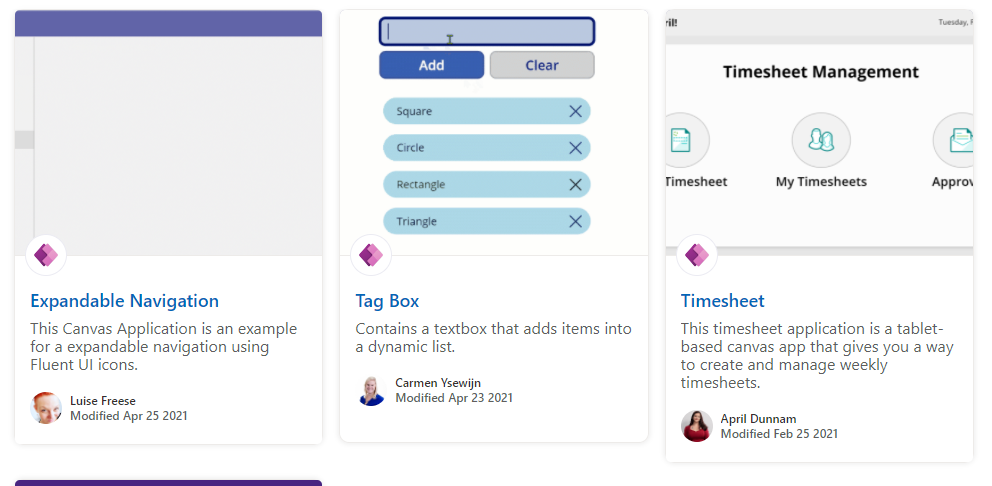 Expandable Navigation
This Canvas Application is an example
for a expandable navigation using
Fluent UI icons.
Luise Freese
Modified Apr 25 2021
Add
Clear
Square
Circle
Rectangle
Triangle
Tag Box
Contains a textbox that adds items into
a dynamic list.
Carmen Ysewijn
Modified Apr 23 2021
ril!
Tuesday, F
Timesheet Management
Timesheet
My Timesheets
Approv
Timesheet
This timesheet application is a tablet-
based canvas app that gives you a way
to create and manage weekly
timesheets.
April Dunnam
Modified Feb 25 2021